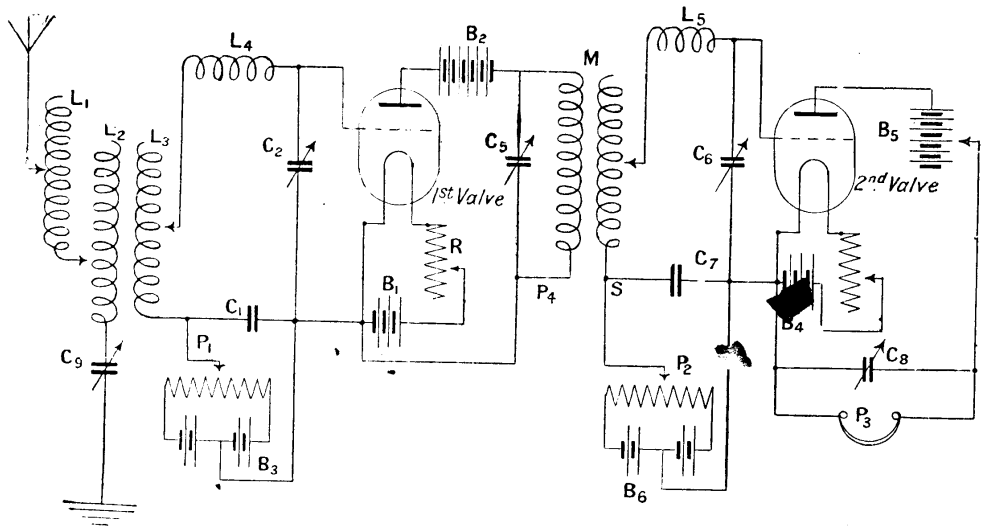 L₁
L₂
L₃
L₄
C₂
B₂
C₅
M
L₅
C₆
B₅
1st Valve
2nd Valve
R
B₁
C₁
P₁
C₉
B₃
P₄
S
C₇
B₄
P₂
C₈
P₃
B₆